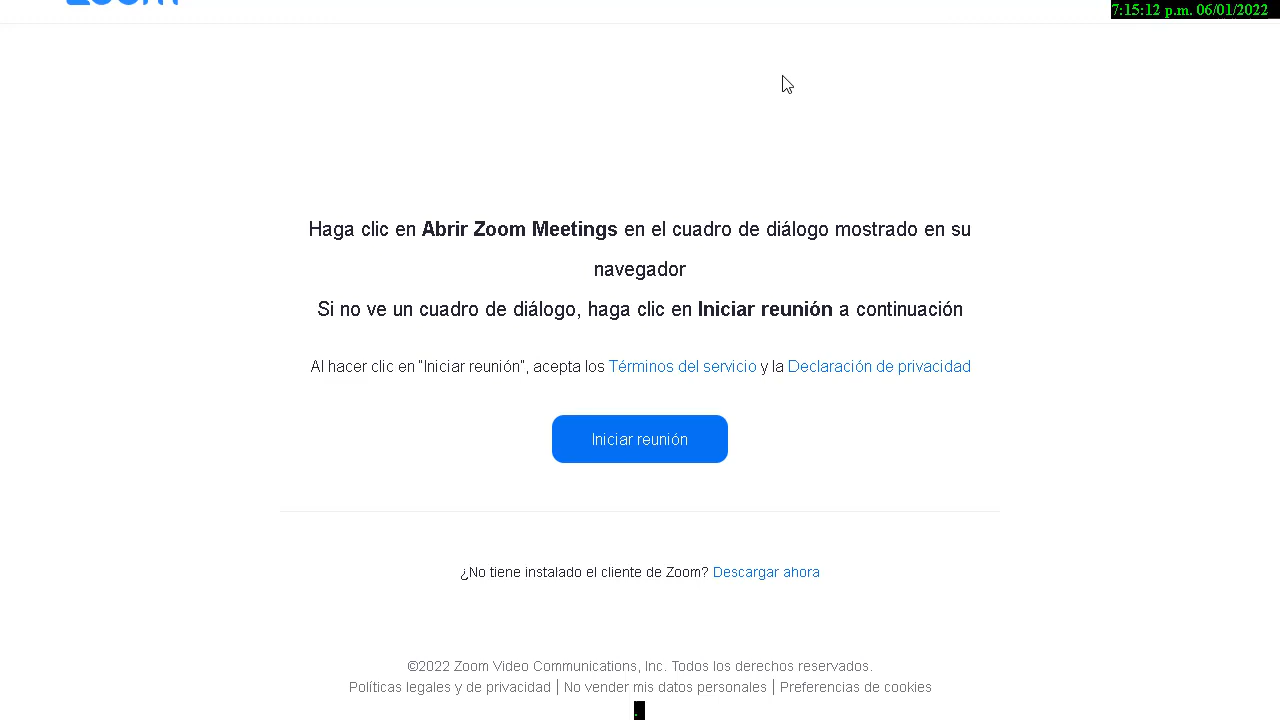 zoom
7:15:12 p.m. 06/01/2022
Haga clic en Abrir Zoom Meetings en el cuadro de diálogo mostrado en su
navegador
Si no ve un cuadro de diálogo, haga clic en Iniciar reunión a continuación
Al hacer clic en "Iniciar reunión", acepta los Términos del servicio y la Declaración de privacidad
Iniciar reunión
¿No tiene instalado el cliente de Zoom? Descargar ahora
©2022 Zoom Video Communications, Inc. Todos los derechos reservados.
Políticas legales y de privacidad | No vender mis datos personales | Preferencias de cookies
.